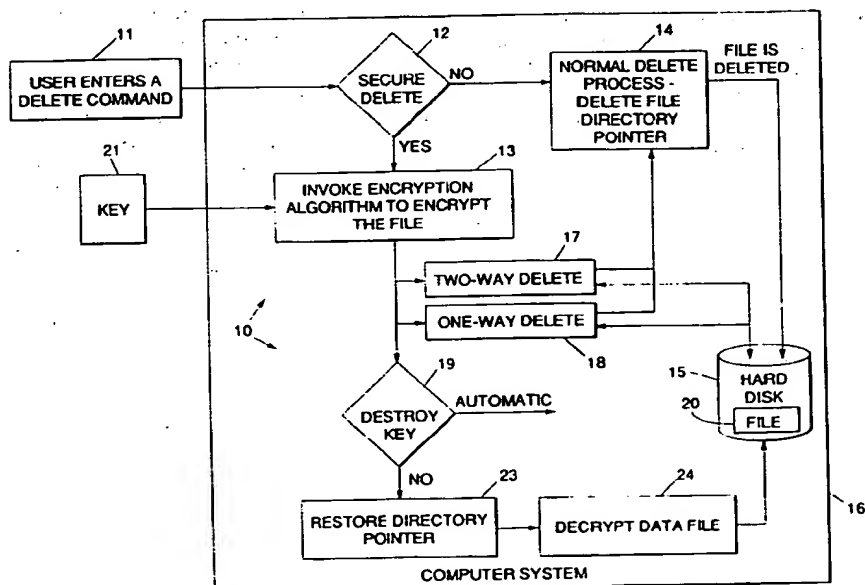 11
USER ENTERS A
DELETE COMMAND
12
SECURE
DELETE
NO
YES
14
NORMAL DELETE
PROCESS -
DELETE FILE
DIRECTORY
POINTER
FILE IS
DELETED
21
KEY
13
INVOKE ENCRYPTION
ALGORITHM TO ENCRYPT
THE FILE
17
TWO-WAY DELETE
10
ONE-WAY DELETE
18
19
DESTROY
KEY
AUTOMATIC
NO
15
HARD
DISK
20
FILE
23
RESTORE DIRECTORY
POINTER
24
DECRYPT DATA FILE
16
COMPUTER SYSTEM